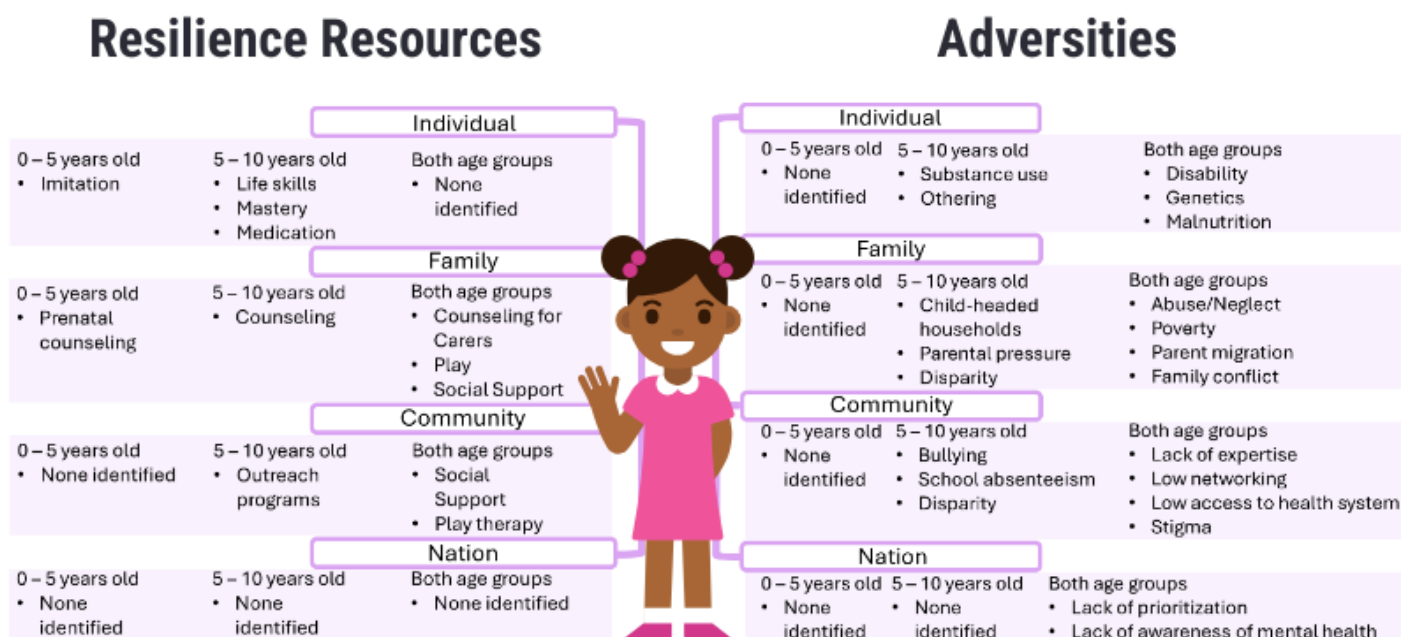 Resilience Resources
Individual
0 – 5 years old
• Imitation
5 – 10 years old
• Life skills
• Mastery
• Medication
Both age groups
• None
identified
Family
0 – 5 years old
• Prenatal
counseling
5 – 10 years old
• Counseling
Both age groups
• Counseling for
Carers
• Play
• Social Support
Community
0 – 5 years old
• None identified
5 – 10 years old
• Outreach
programs
Both age groups
• Social
Support
• Play therapy
Nation
0 – 5 years old
• None
identified
5 – 10 years old
• None
identified
Both age groups
• None identified
Adversities
Individual
0 – 5 years old
• None
identified
5 – 10 years old
• Substance use
• Othering
Both age groups
• Disability
• Genetics
• Malnutrition
Family
0 – 5 years old
• None
identified
5 – 10 years old
• Child-headed
households
• Parental pressure
• Disparity
Both age groups
• Abuse/Neglect
• Poverty
• Parent migration
• Family conflict
Community
0 – 5 years old
• None
identified
5 – 10 years old
• Bullying
• School absenteeism
• Disparity
Both age groups
• Lack of expertise
• Low networking
• Low access to health system
• Stigma
Nation
0 – 5 years old
• None
identified
5 – 10 years old
• None
identified
Both age groups
• Lack of prioritization
• Lack of awareness of mental health